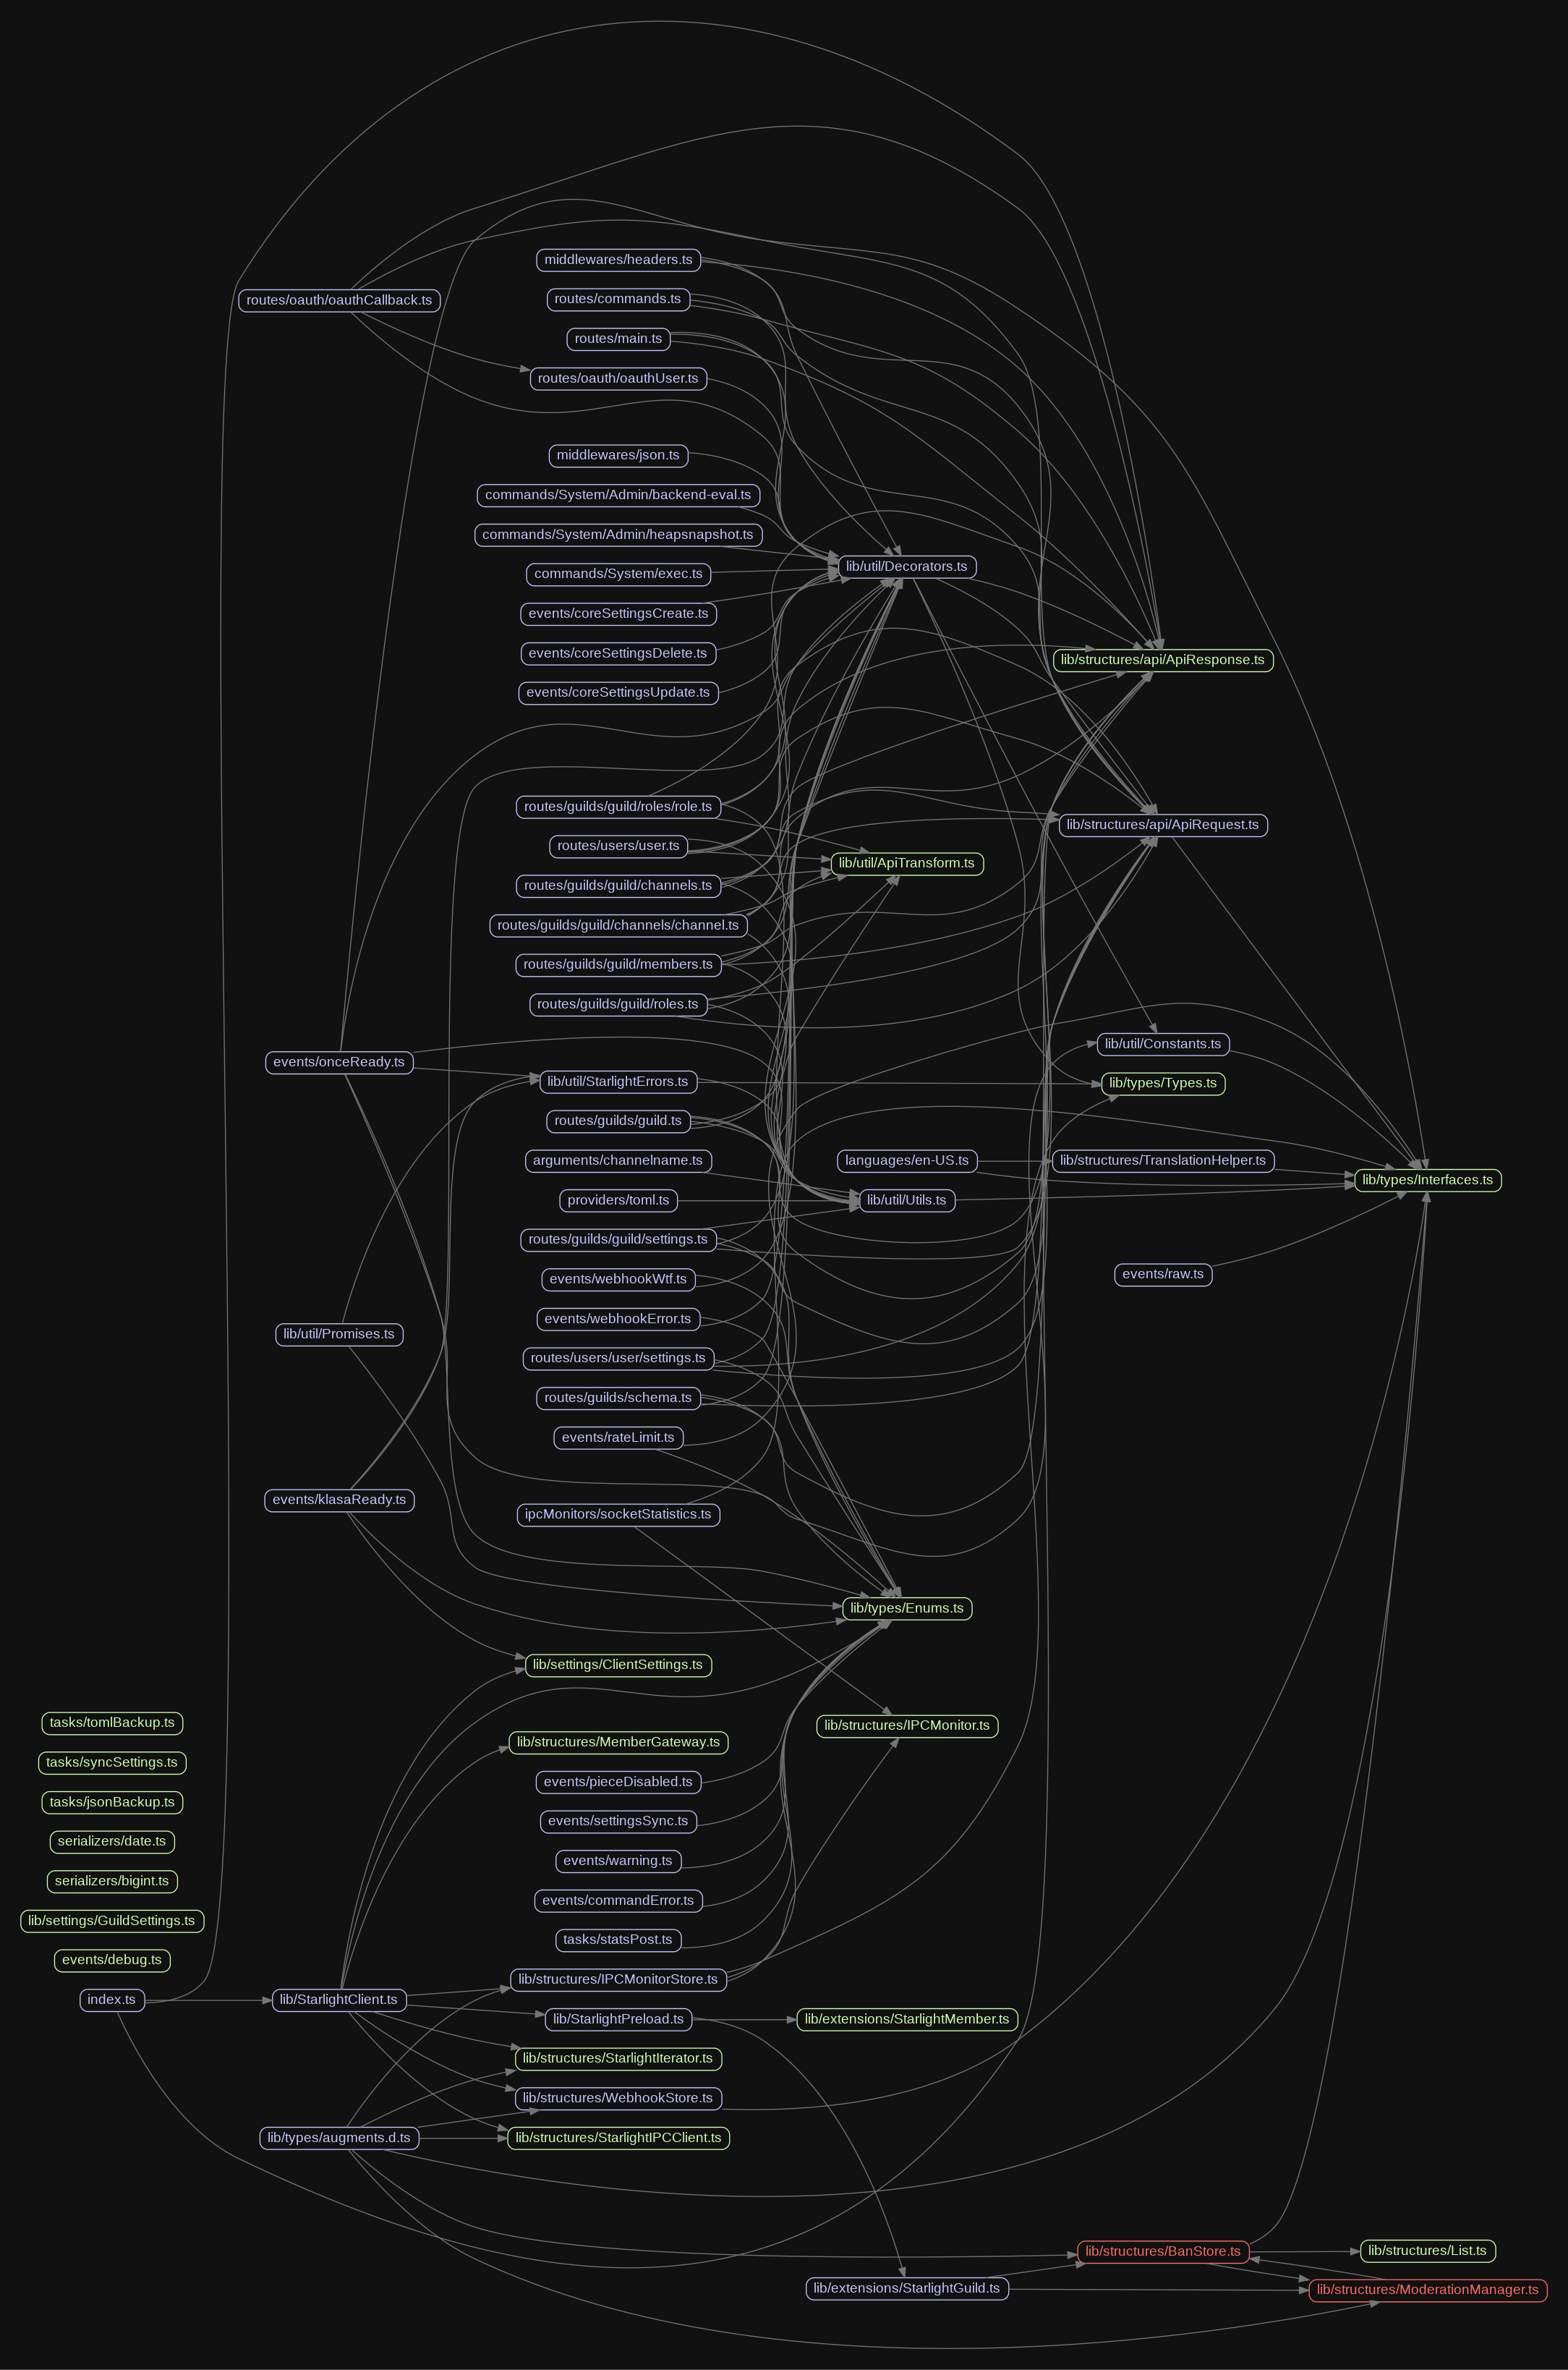 middlewares/headers.ts
routes/commands.ts
routes/oauth/oauthCallback.ts
routes/main.ts
routes/oauth/oauthUser.ts
middlewares/json.ts
commands/System/Admin/backend-eval.ts
commands/System/Admin/heapsnapshot.ts
lib/util/Decorators.ts
commands/System/exec.ts
events/coreSettingsCreate.ts
events/coreSettingsDelete.ts
lib/structures/api/ApiResponse.ts
events/coreSettingsUpdate.ts
routes/guilds/guild/roles/role.ts
lib/structures/api/ApiRequest.ts
routes/users/user.ts
lib/util/ApiTransform.ts
routes/guilds/guild/channels.ts
routes/guilds/guild/channels/channel.ts
routes/guilds/guild/members.ts
routes/guilds/guild/roles.ts
lib/util/Constants.ts
events/onceReady.ts
lib/util/StarlightErrors.ts
lib/types/Types.ts
routes/guilds/guild.ts
arguments/channelname.ts
languages/en-US.ts
lib/structures/TranslationHelper.ts
lib/types/Interfaces.ts
providers/toml.ts
lib/util/Utils.ts
routes/guilds/guild/settings.ts
events/raw.ts
events/webhookWtf.ts
events/webhookError.ts
lib/util/Promises.ts
routes/users/user/settings.ts
routes/guilds/schema.ts
events/rateLimit.ts
events/klasaReady.ts
ipcMonitors/socketStatistics.ts
lib/types/Enums.ts
lib/settings/ClientSettings.ts
tasks/tomlBackup.ts
lib/structures/IPCMonitor.ts
lib/structures/MemberGateway.ts
tasks/syncSettings.ts
events/pieceDisabled.ts
tasks/jsonBackup.ts
events/settingsSync.ts
serializers/date.ts
events/warning.ts
serializers/bigint.ts
events/commandError.ts
lib/settings/GuildSettings.ts
tasks/statsPost.ts
events/debug.ts
lib/structures/IPCMonitorStore.ts
index.ts
lib/StarlightClient.ts
lib/StarlightPreload.ts
lib/extensions/StarlightMember.ts
lib/structures/StarlightIterator.ts
lib/structures/WebhookStore.ts
lib/types/augments.d.ts
lib/structures/StarlightIPCClient.ts
lib/structures/BanStore.ts
lib/structures/List.ts
lib/extensions/StarlightGuild.ts
lib/structures/ModerationManager.ts